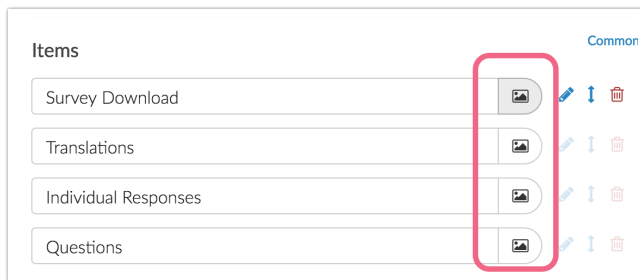 Common
Items
Survey Download
Translations
Individual Responses
Questions